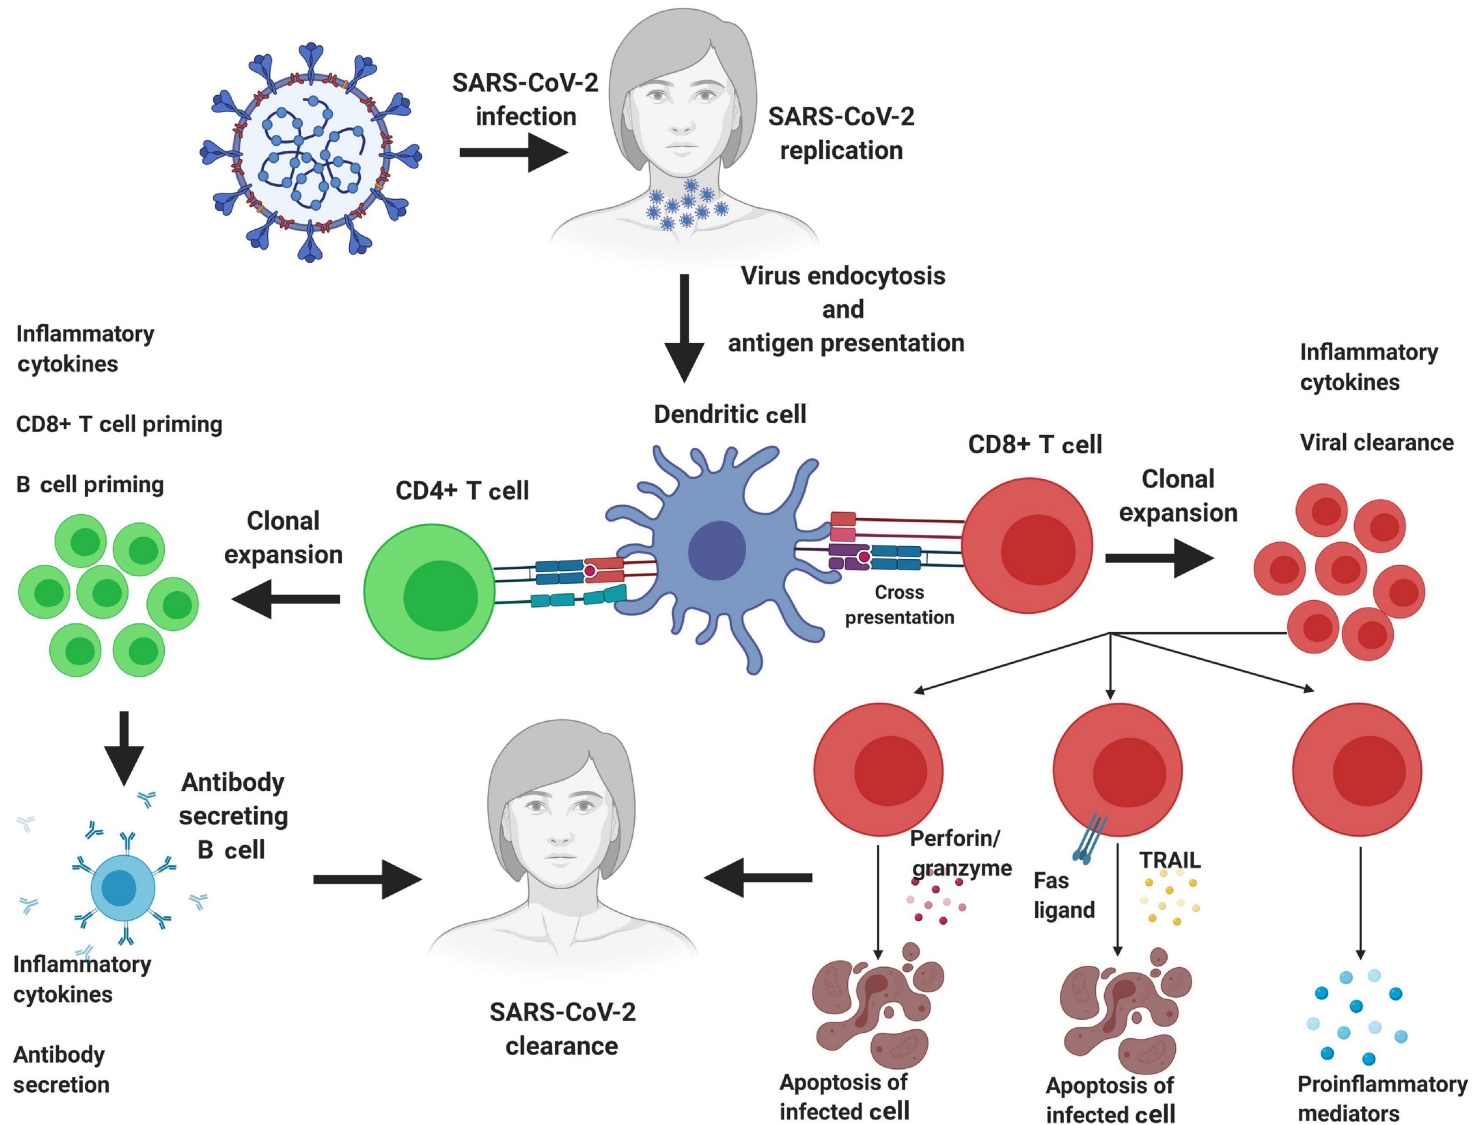 SARS-CoV-2
infection
SARS-CoV-2
replication
Virus endocytosis
and
antigen presentation
Inflammatory
cytokines
CD8+ T cell priming
B cell priming
Clonal
expansion
CD4+ T cell
Dendritic cell
CD8+ T cell
Cross
presentation
Clonal
expansion
Inflammatory
cytokines
Viral clearance
Antibody
secreting
B cell
Inflammatory
cytokines
Antibody
secretion
SARS-CoV-2
clearance
Perforin/
granzyme
Apoptosis of
infected cell
Fas
ligand
TRAIL
Apoptosis of
infected cell
Proinflammatory
mediators